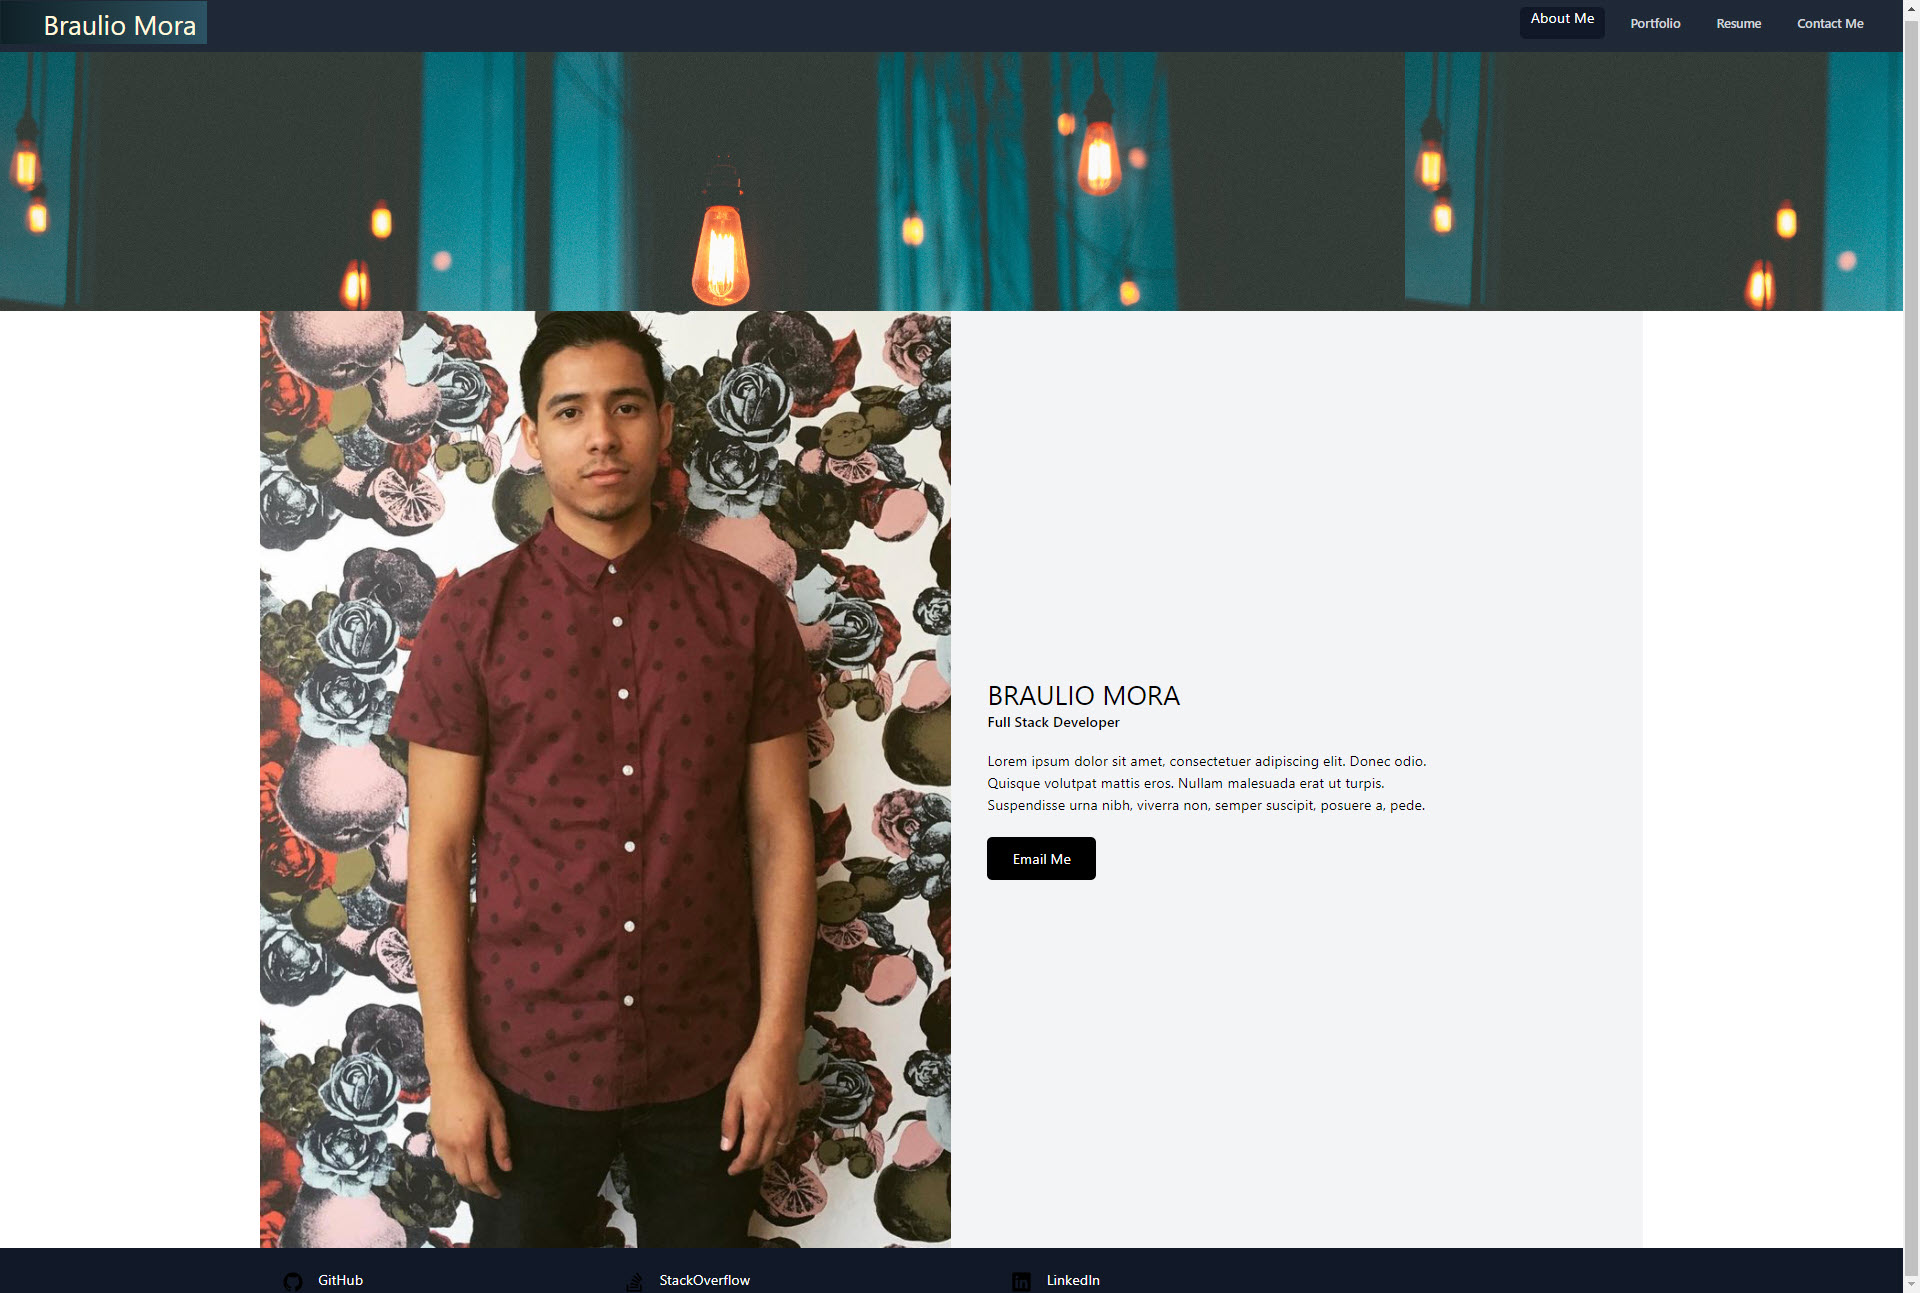 Braulio Mora
About Me
Portfolio
Resume
Contact Me
BRAULIO MORA
Full Stack Developer
Lorem ipsum dolor sit amet, consectetuer adipiscing elit. Donec odio.
Quisque volutpat mattis eros. Nullam malesuada erat ut turpis.
Suspendisse urna nibh, viverra non, semper suscipit, posuere a, pede.
Email Me
GitHub
StackOverflow
LinkedIn